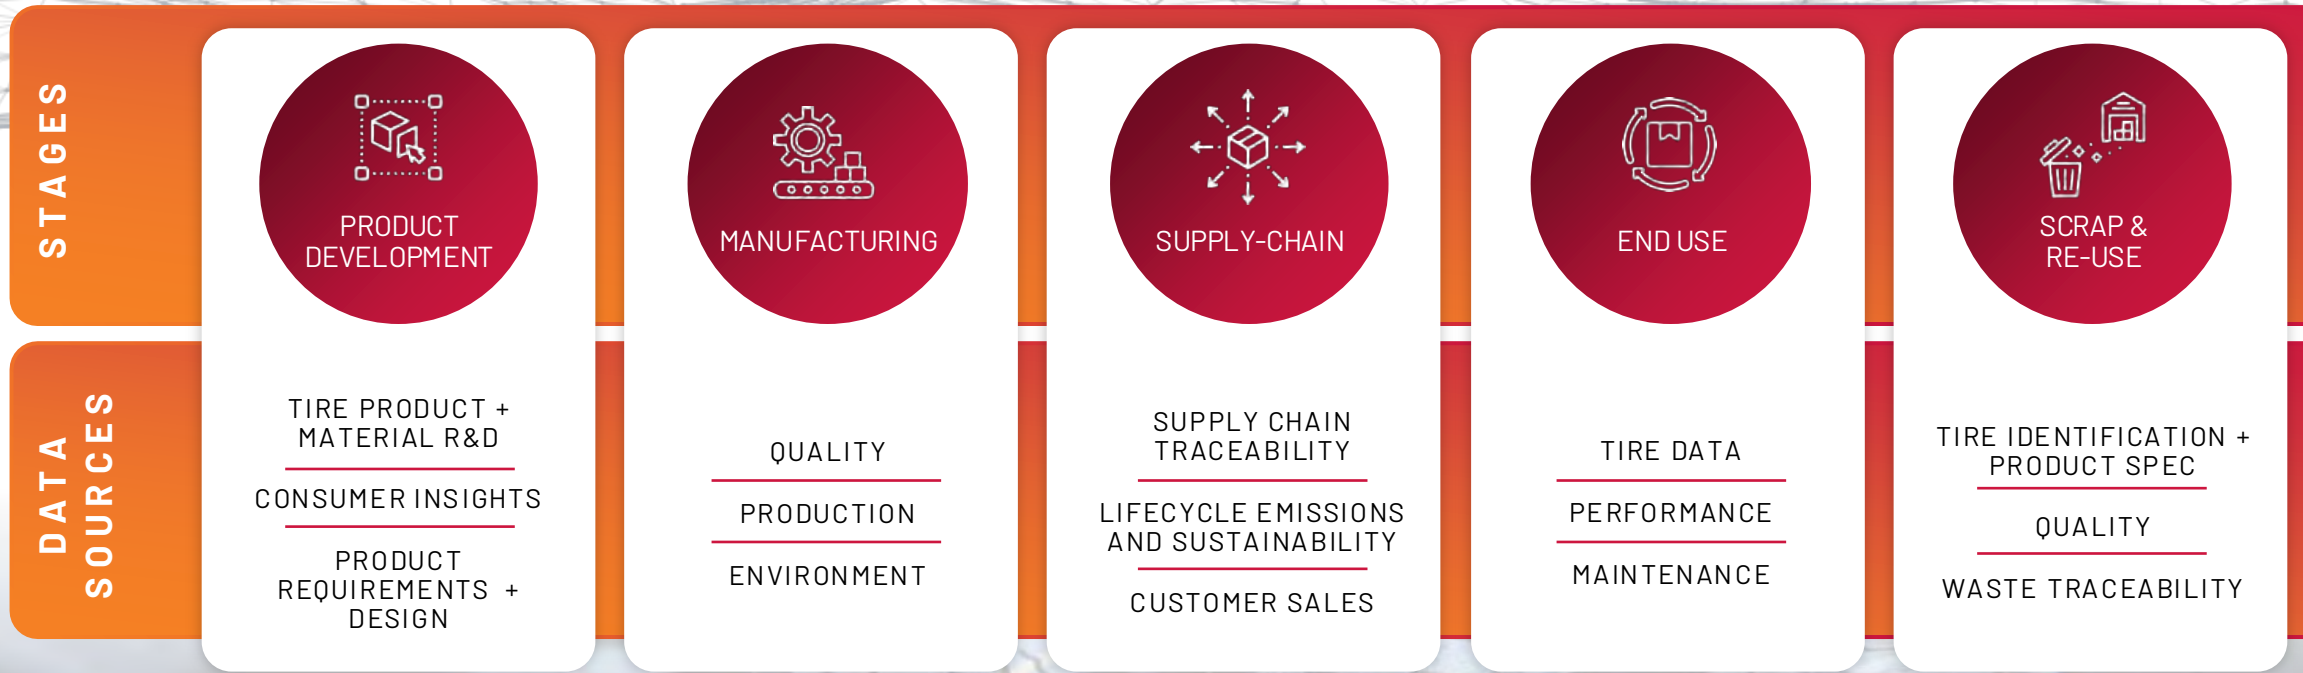 STAGES
PRODUCT
DEVELOPMENT
MANUFACTURING
SUPPLY-CHAIN
END USE
SCRAP &
RE-USE
DATA
SOURCES
TIRE PRODUCT +
MATERIAL R&D
CONSUMER INSIGHTS
PRODUCT
REQUIREMENTS +
DESIGN
QUALITY
PRODUCTION
ENVIRONMENT
SUPPLY CHAIN
TRACEABILITY
LIFECYCLE EMISSIONS
AND SUSTAINABILITY
CUSTOMER SALES
TIRE DATA
PERFORMANCE
MAINTENANCE
TIRE IDENTIFICATION +
PRODUCT SPEC
QUALITY
WASTE TRACEABILITY